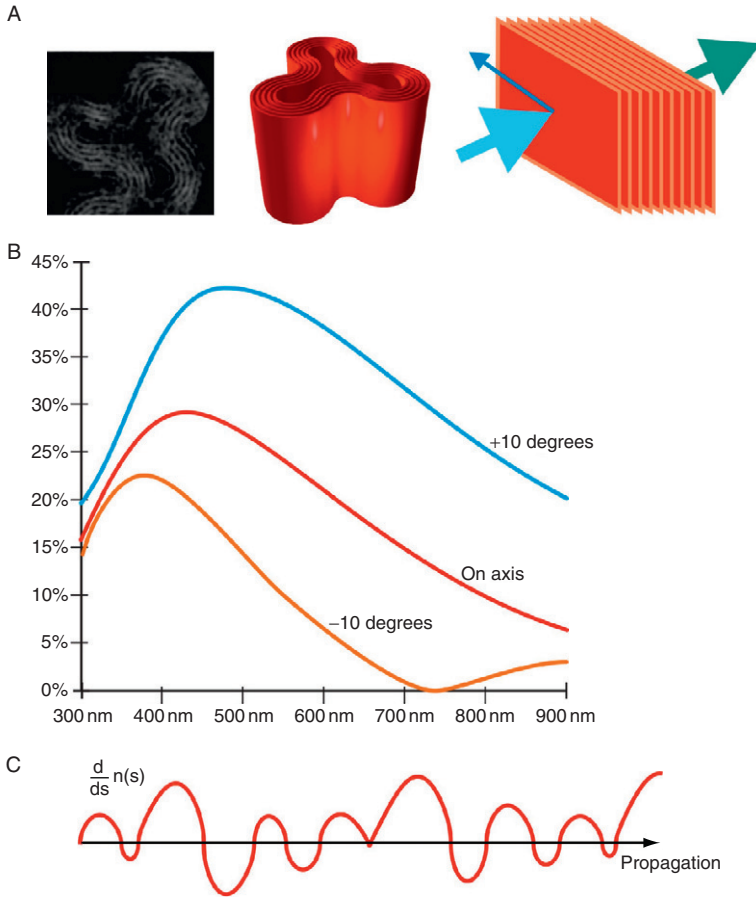 A
B
45%
40%
35%
30%
25%
20%
15%
10%
5%
0%
+10 degrees
On axis
–10 degrees
300 nm 400 nm 500 nm 600 nm 700 nm 800 nm 900 nm
C
d/ds n(s)
Propagation